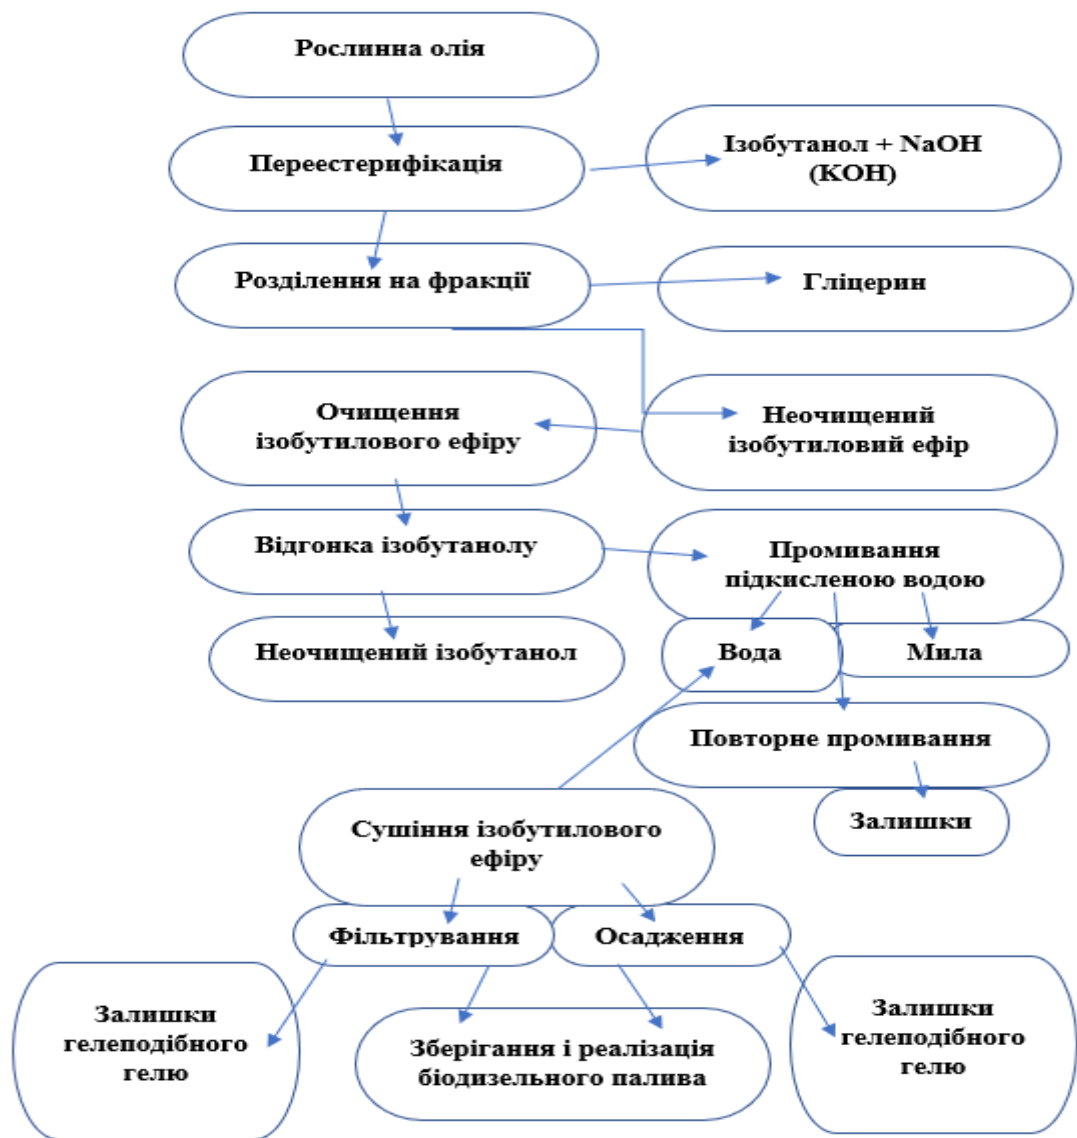 Рослинна олія
Переестерифікація
Ізобутанол + NaOH
(KOH)
Розділення на фракції
Гліцерин
Очищення
ізобутилового ефіру
Неочищений
ізобутиловий ефір
Відгонка ізобутанолу
Промивання
підкисленою водою
Неочищений ізобутанол
Вода
Мила
Повторне промивання
Залишки
Сушіння ізобутилового
ефіру
Фільтрування
Осадження
Залишки
гелеподібного
гелю
Зберігання і реалізація
біодизельного палива
Залишки
гелеподібного
гелю